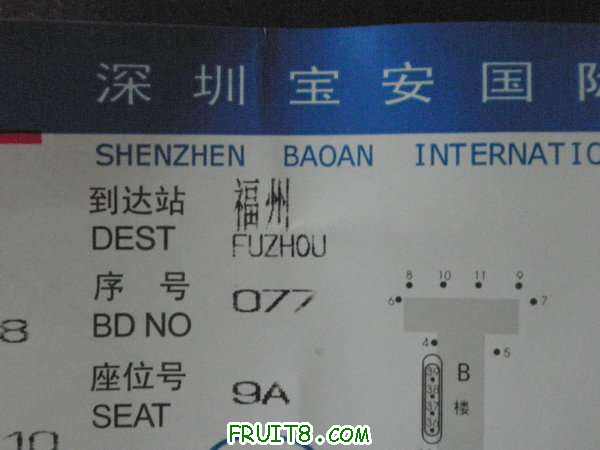 深圳宝安国际
SHENZHEN BAOAN INTERNATIO
到达站 福州
DEST FUZHOU
序号 077
BD NO
8
座位号 9A
SEAT
10
8 10 11 9
6 7
4 5
B
楼
FRUIT8.COM